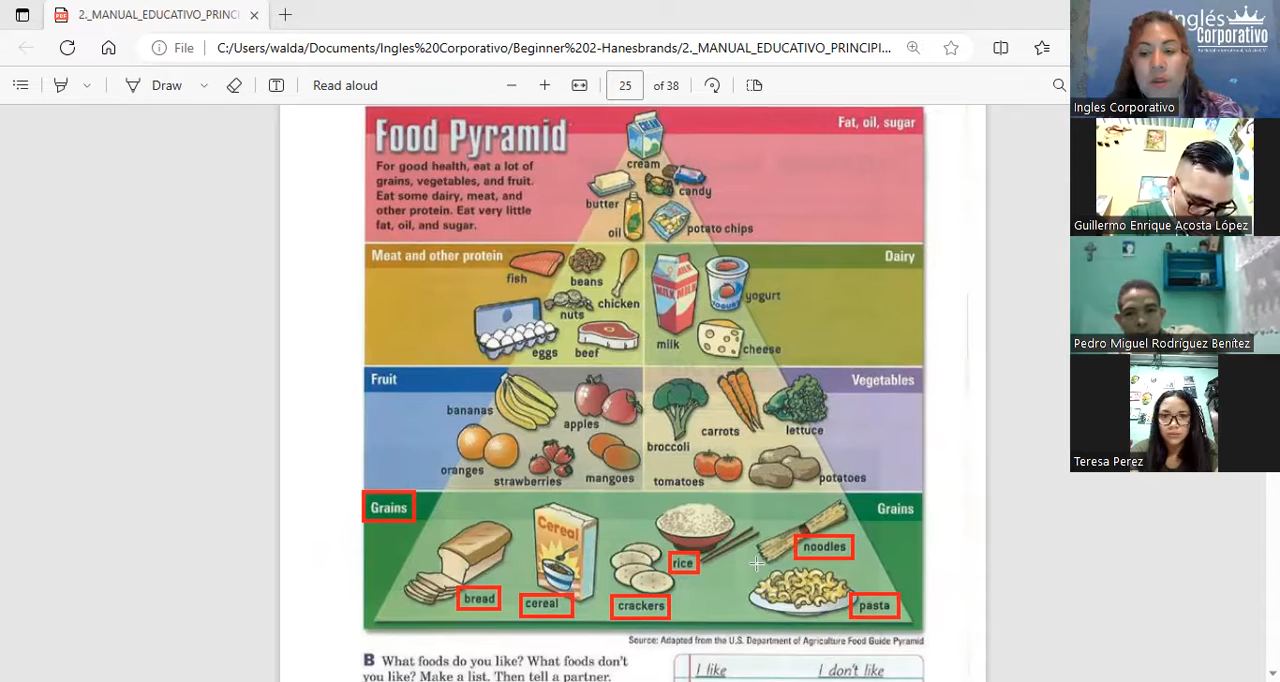 2._MANUAL_EDUCATIVO_PRINCI
File
C:/Users/walda/Documents/Ingles%20Corporativo/Beginner%202-Hanesbrands/2._MANUAL_EDUCATIVO_PRINCIPI...
Draw
Read aloud
25
of 38
Food Pyramid
For good health, eat a lot of
grains, vegetables, and fruit.
Eat some dairy, meat, and
other protein. Eat very little
fat, oil, and sugar.
Fat, oil, sugar
cream
candy
butter
oil
potato chips
Meat and other protein
fish
beans
chicken
nuts
eggs
beef
Dairy
MILK
yogurt
milk
cheese
Fruit
bananas
apples
oranges
strawberries
mangoes
Vegetables
broccoli
carrots
lettuce
tomatoes
potatoes
Grains
Grains
Cereal
bread
cereal
crackers
rice
noodles
pasta
Source: Adapted from the U.S. Department of Agriculture Food Guide Pyramid
B What foods do you like? What foods don't
you like? Make a list. Then tell a partner.
I like
I don't like
Inglés
Corporativo
Ingles Corporativo
Guillermo Enrique Acosta López
Pedro Miguel Rodríguez Benítez
Teresa Perez